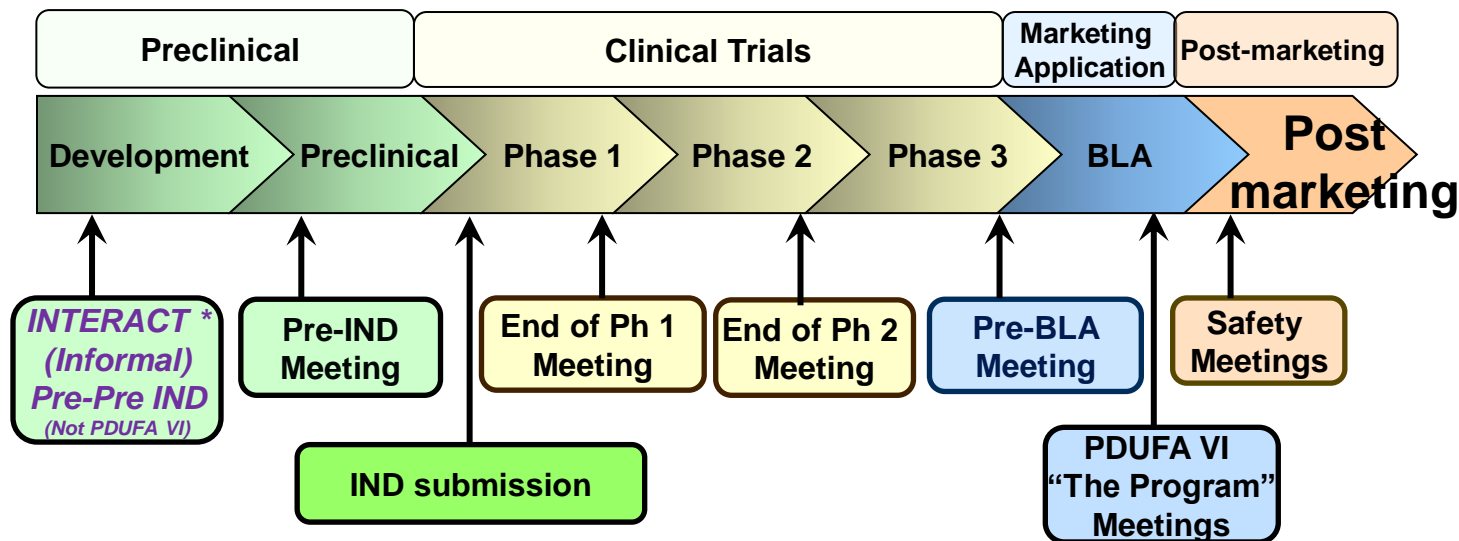 Preclinical
Clinical Trials
Marketing
Application
Post-marketing
Development
Preclinical
Phase 1
Phase 2
Phase 3
BLA
Post
marketing
INTERACT *
(Informal)
Pre-Pre IND
(Not PDUFA VI)
Pre-IND
Meeting
End of Ph 1
Meeting
End of Ph 2
Meeting
Pre-BLA
Meeting
Safety
Meetings
IND submission
PDUFA VI
“The Program”
Meetings